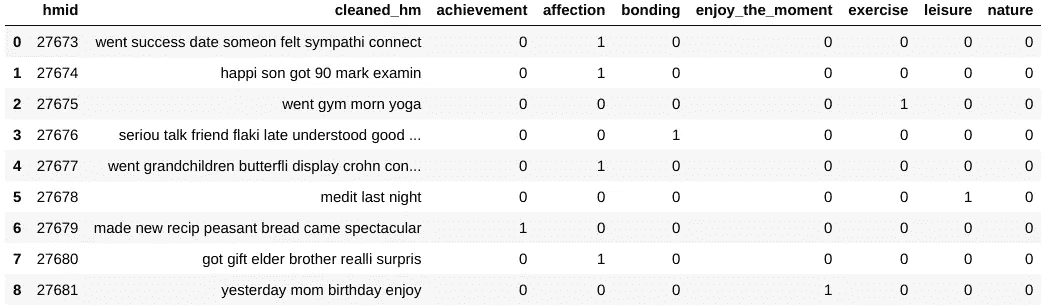 hmid cleaned_hm achievement affection bonding enjoy_the_moment exercise leisure nature
0 27673 went success date someon felt sympathi connect 0 1 0 0 0 0 0
1 27674 happi son got 90 mark examin 0 1 0 0 0 0 0
2 27675 went gym morn yoga 0 0 0 0 1 0 0
3 27676 seriou talk friend flaki late understood good ... 0 0 1 0 0 0 0
4 27677 went grandchildren butterfli display crohn con... 0 1 0 0 0 0 0
5 27678 medit last night 0 0 0 0 0 1 0
6 27679 made new recip peasant bread came spectacular 1 0 0 0 0 0 0
7 27680 got gift elder brother realli surpris 0 1 0 0 0 0 0
8 27681 yesterday mom birthday enjoy 0 0 0 1 0 0 0